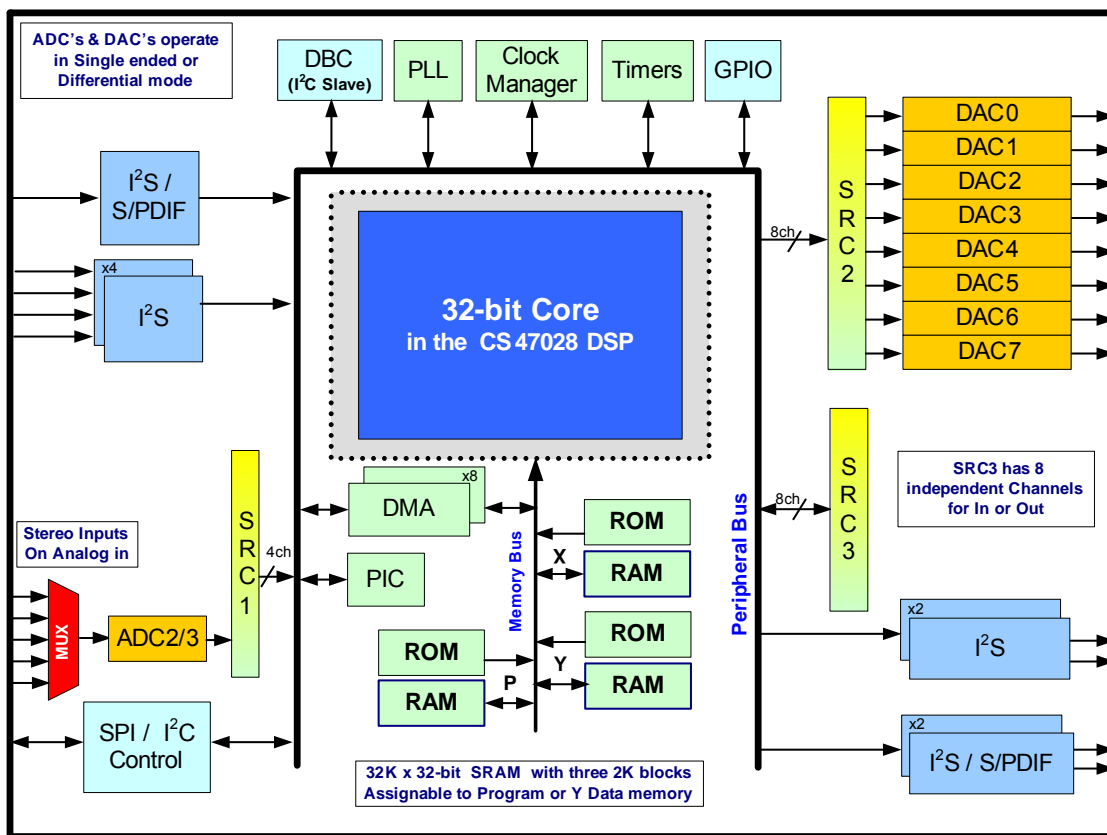 ADC's & DAC's operate
in Single ended or
Differential mode
DBC
(I²C Slave)
PLL
Clock
Manager
Timers
GPIO
I²S /
S/PDIF
x4
I²S
32-bit Core
in the CS47028 DSP
8ch
SRC2
DAC0
DAC1
DAC2
DAC3
DAC4
DAC5
DAC6
DAC7
Stereo Inputs
On Analog in
MUX
ADC2/3
SRC1
4ch
x8
DMA
PIC
Memory Bus
ROM
X
RAM
ROM
Y
RAM
ROM
RAM
P
Peripheral Bus
8ch
SRC3
SRC3 has 8
independent Channels
for In or Out
x2
I²S
SPI / I²C
Control
32K x 32-bit SRAM with three 2K blocks
Assignable to Program or Y Data memory
x2
I²S / S/PDIF